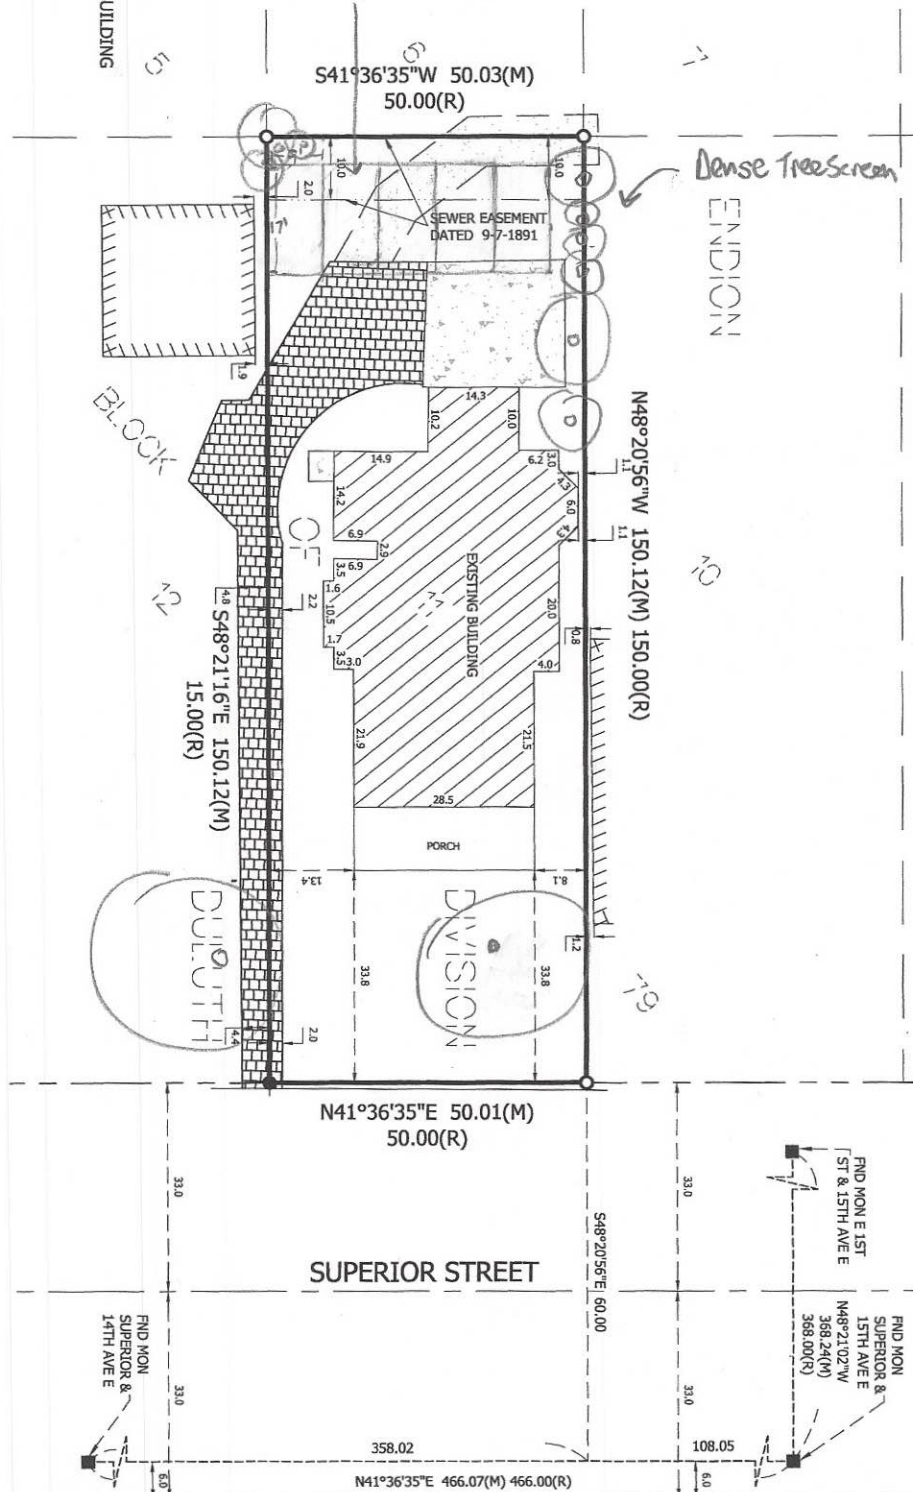 UILDING
5
6
7
S41°36'35"W 50.03(M)
50.00(R)
10.0
10.0
2.0
17'
Dense TreeScreen
SEWER EASEMENT
DATED 9-7-1891
ENDION
1.9
BLOCK
14.3
10.2
10.0
14.9
6.2
3.0
4.3
6.0
1.1
1.1
N48°20'56"W 150.12(M) 150.00(R)
14.2
6.9
2.9
6.9
3.5
1.6
10.5
1.7
3.5
3.0
OF
EXISTING BUILDING
11
20.0
0.8
4.0
10
12
4.8
2.2
S48°21'16"E 150.12(M)
15.00(R)
21.9
21.5
28.5
PORCH
13.4
8.1
DULUTH
DIVISION
33.8
33.8
1.2
19
4.4
2.0
N41°36'35"E 50.01(M)
50.00(R)
33.0
33.0
S48°20'56"E 60.00
FND MON E 1ST
ST & 15TH AVE E
SUPERIOR STREET
33.0
33.0
FND MON
SUPERIOR &
14TH AVE E
FND MON
SUPERIOR &
15TH AVE E
N48°21'02"W
368.24(M)
368.00(R)
358.02
108.05
6.0
6.0
N41°36'35"E 466.07(M) 466.00(R)